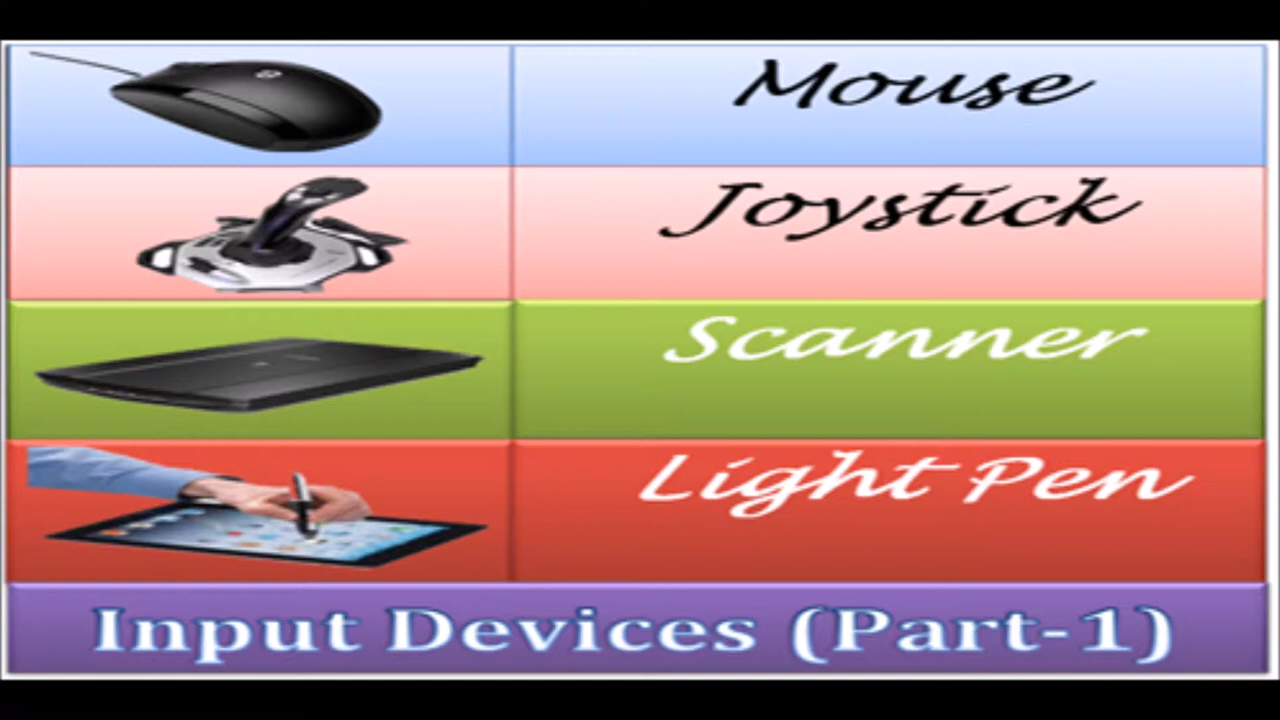 Mouse
Joystick
Scanner
Light Pen
Input Devices (Part-1)